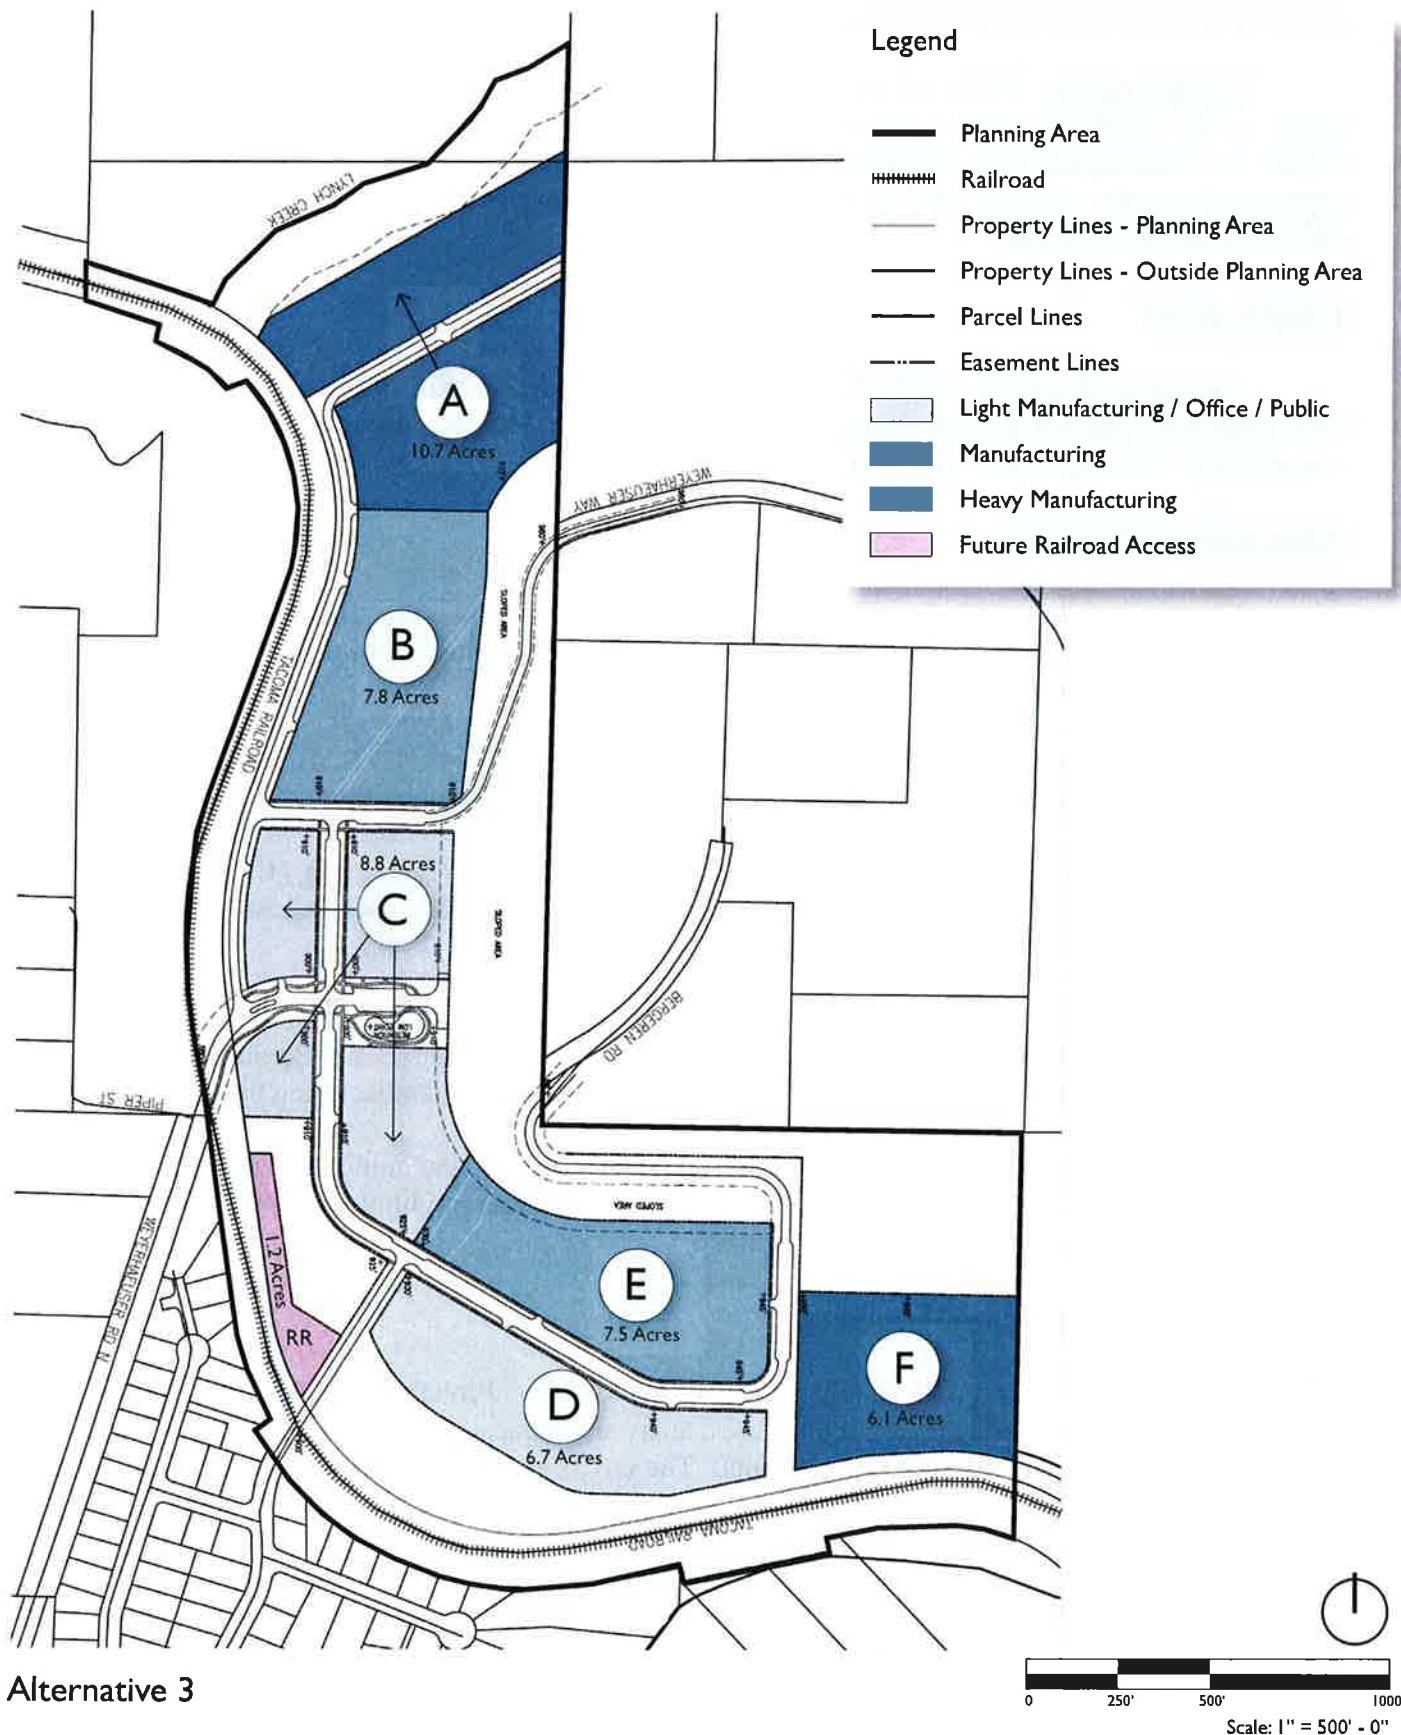 Legend
Planning Area
Railroad
Property Lines - Planning Area
Property Lines - Outside Planning Area
Parcel Lines
Easement Lines
Light Manufacturing / Office / Public
Manufacturing
Heavy Manufacturing
Future Railroad Access
LYNCH CREEK
A
10.7 Acres
WEYERHAEUSER WAY
SLOPED AREA
B
7.8 Acres
TACOMA RAILROAD
8.8 Acres
C
SLOPED AREA
BERGEREN RD
PIPER ST
SLOPED AREA
WEYERHAEUSER RD N
1.2 Acres
RR
E
7.5 Acres
F
6.1 Acres
D
6.7 Acres
TACOMA RAILROAD
Alternative 3
0 250' 500' 1000
Scale: 1" = 500' - 0"